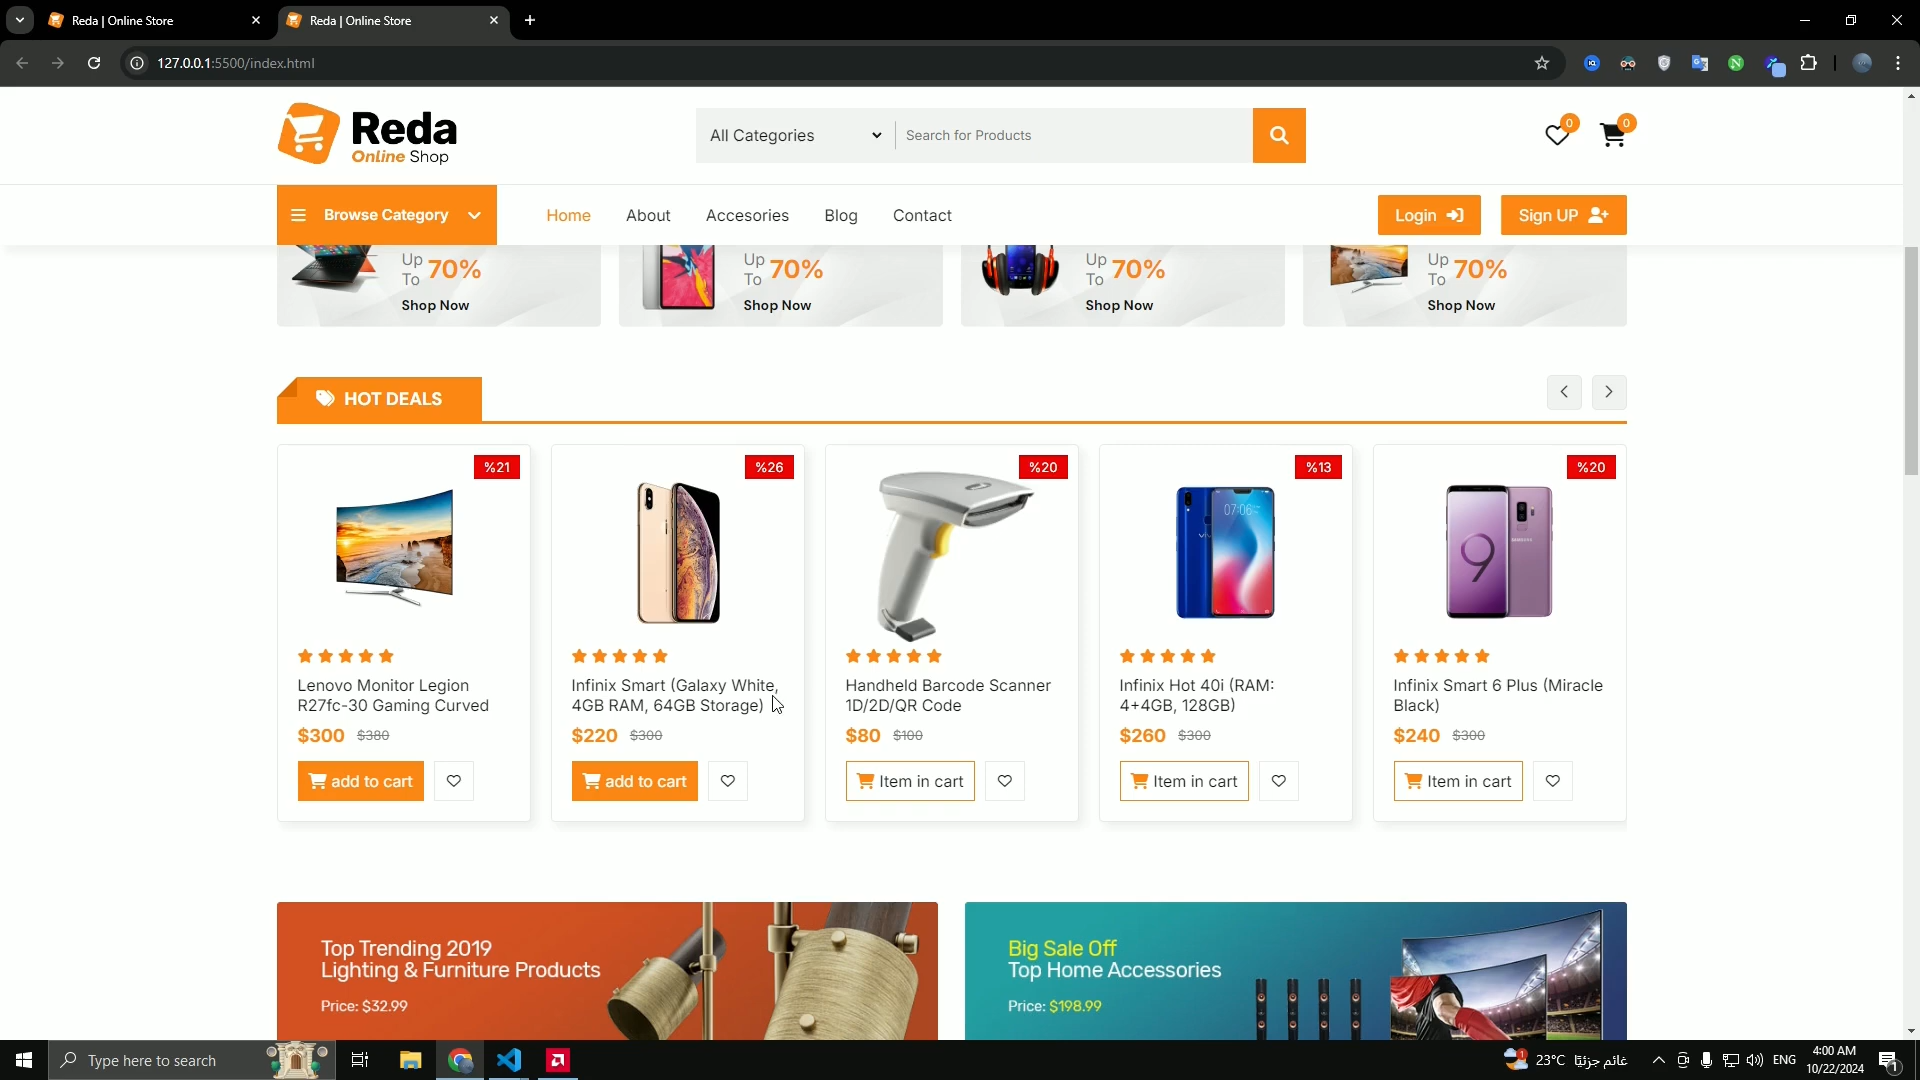 Reda | Online Store
Reda | Online Store
127.0.0.1:5500/index.html
Reda
Online Shop
All Categories
Search for Products
0
0
Browse Category
Home
About
Accesories
Blog
Contact
Login
Sign UP
Up
To
70%
Shop Now
Up
To
70%
Shop Now
Up
To
70%
Shop Now
Up
To
70%
Shop Now
HOT DEALS
%21
%26
%20
%13
%20
07:06
VIVO
9
SAMSUNG
Lenovo Monitor Legion
R27fc-30 Gaming Curved
$300 $380
add to cart
Infinix Smart (Galaxy White,
4GB RAM, 64GB Storage)
$220 $300
add to cart
Handheld Barcode Scanner
1D/2D/QR Code
$80 $100
Item in cart
Infinix Hot 40i (RAM:
4+4GB, 128GB)
$260 $300
Item in cart
Infinix Smart 6 Plus (Miracle
Black)
$240 $300
Item in cart
Top Trending 2019
Lighting & Furniture Products
Price: $32.99
Big Sale Off
Top Home Accessories
Price: $198.99
Type here to search
1
23°C غائم جزئيًا
ENG
4:00 AM
10/22/2024
1